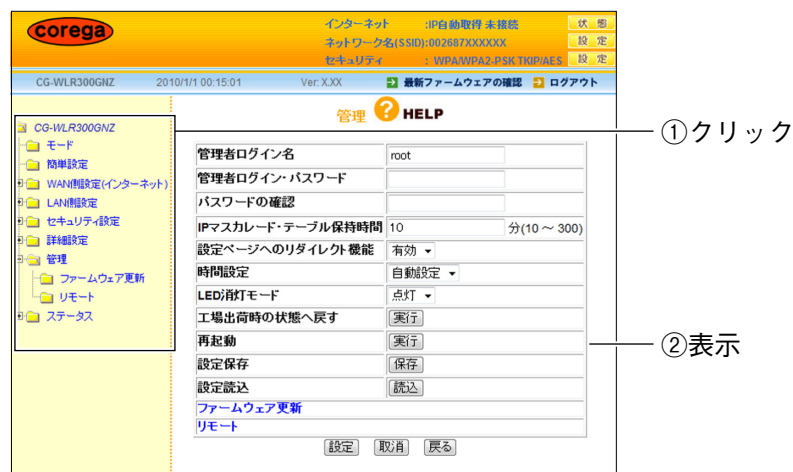 corega
インターネット :IP自動取得 未接続 状 態
ネットワーク名(SSID):002687XXXXXX 設 定
セキュリティ : WPA/WPA2-PSK TKIP/AES 設 定
CG-WLR300GNZ 2010/1/1 00:15:01 Ver. X.XX 最新ファームウェアの確認 ログアウト
管理 ? HELP
CG-WLR300GNZ
モード
簡単設定
WAN側設定(インターネット)
LAN側設定
セキュリティ設定
詳細設定
管理
ファームウェア更新
リモート
ステータス
①クリック
管理者ログイン名 root
管理者ログイン・パスワード
パスワードの確認
IPマスカレード・テーブル保持時間 10 分(10～300)
設定ページへのリダイレクト機能 有効
時間設定 自動設定
LED消灯モード 点灯
工場出荷時の状態へ戻す 実行
再起動 実行
設定保存 保存
設定読込 読込
ファームウェア更新
リモート
設定 取消 戻る
②表示